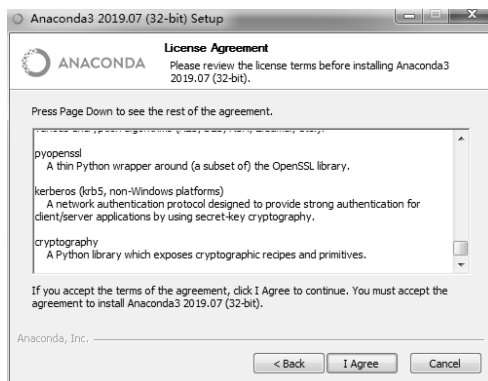 Anaconda3 2019.07 (32-bit) Setup
ANACONDA
License Agreement
Please review the license terms before installing Anaconda3
2019.07 (32-bit).
Press Page Down to see the rest of the agreement.
pyopenssl
A thin Python wrapper around (a subset of) the OpenSSL library.
kerberos (krb5, non-Windows platforms)
A network authentication protocol designed to provide strong authentication for
client/server applications by using secret-key cryptography.
cryptography
A Python library which exposes cryptographic recipes and primitives.
If you accept the terms of the agreement, click I Agree to continue. You must accept the
agreement to install Anaconda3 2019.07 (32-bit).
Anaconda, Inc.
< Back
I Agree
Cancel